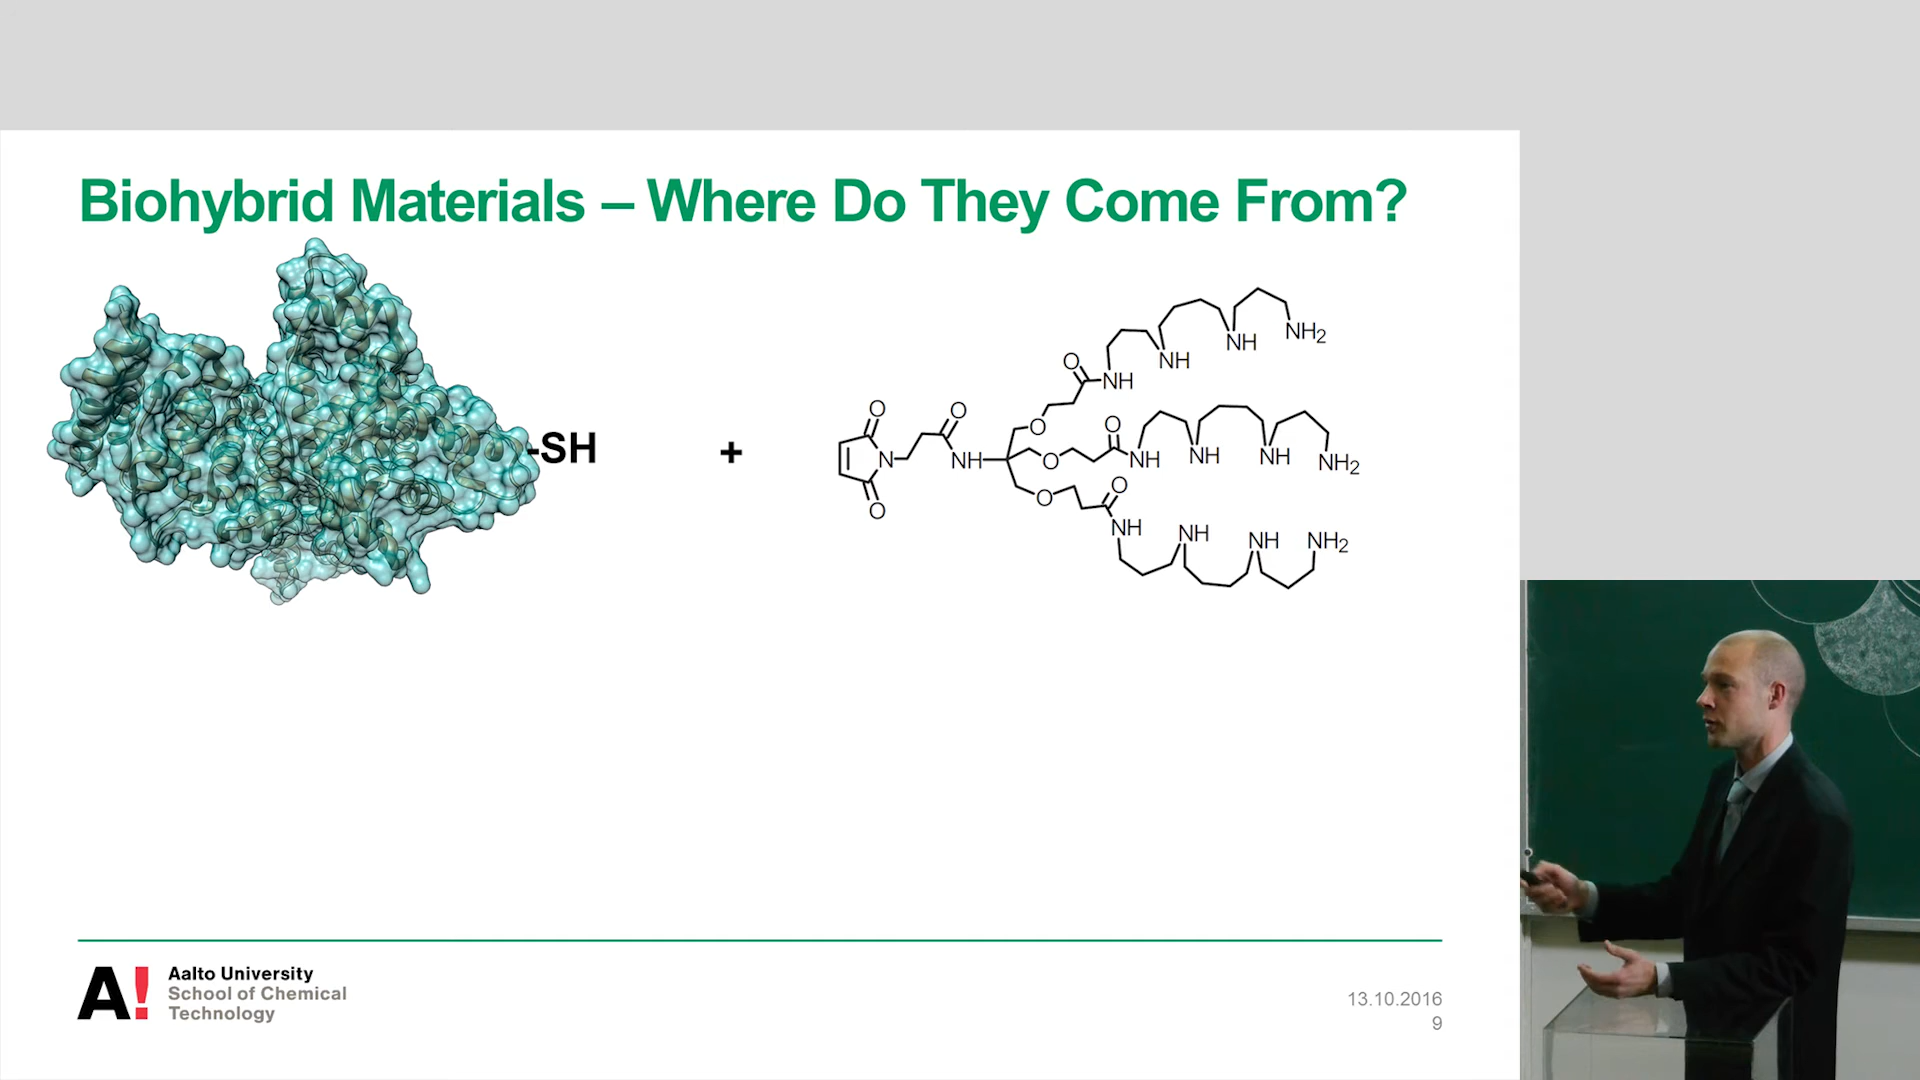 Biohybrid Materials – Where Do They Come From?
-SH
+
O
O
N
O
NH
O
O
NH
NH
NH
NH2
O
O
NH
NH
NH
NH2
O
O
NH
NH
NH
NH2
A!
Aalto University
School of Chemical
Technology
13.10.2016
9